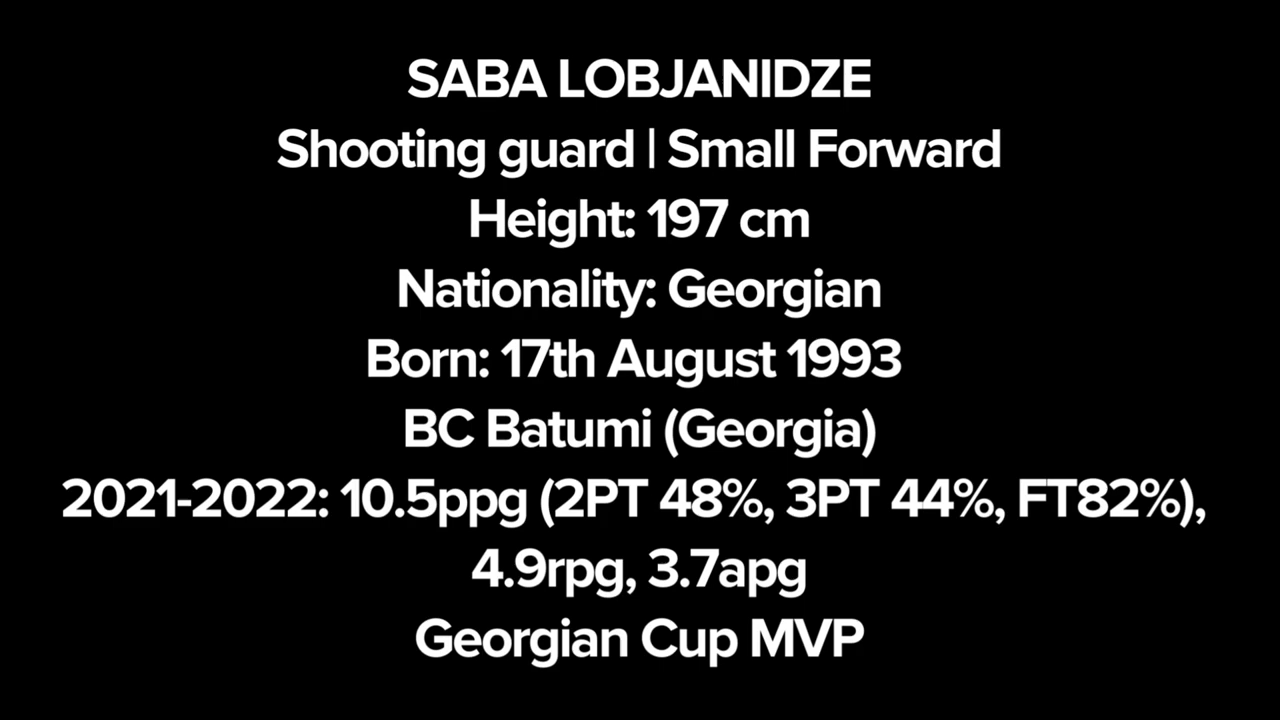 SABA LOBJANIDZE
Shooting guard | Small Forward
Height: 197 cm
Nationality: Georgian
Born: 17th August 1993
BC Batumi (Georgia)
2021-2022: 10.5ppg (2PT 48%, 3PT 44%, FT82%),
4.9rpg, 3.7apg
Georgian Cup MVP